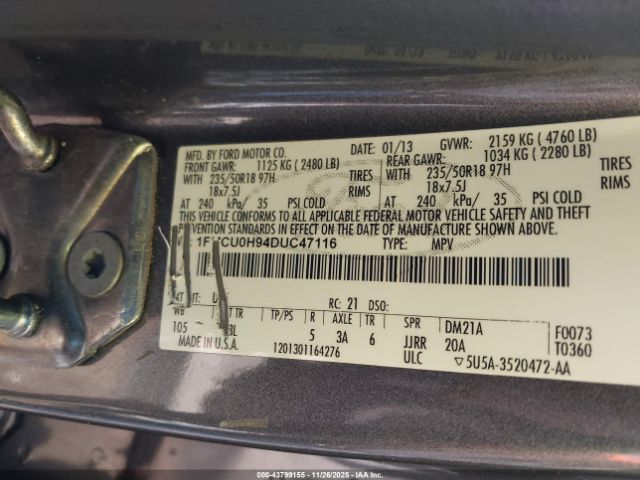 MFD. BY FORD MOTOR CO.
DATE: 01/13 GVWR: 2159 KG ( 4760 LB)
FRONT GAWR: 1125 KG ( 2480 LB) REAR GAWR: 1034 KG ( 2280 LB)
WITH 235/50R18 97H TIRES WITH 235/50R18 97H TIRES
18x7.5J RIMS 18x7.5J RIMS
AT 240 kPa/ 35 PSI COLD AT 240 kPa/ 35 PSI COLD
THIS VEHICLE CONFORMS TO ALL APPLICABLE FEDERAL MOTOR VEHICLE SAFETY AND THEFT
PREVENTION STANDARDS IN EFFECT ON THE DATE OF MANUFACTURE SHOWN ABOVE.
CU0H94DUC47116 TYPE: MPV
RC: 21 DSO:
WB TR TP/PS R AXLE TR SPR DM21A F0073
105 5 3A 6 JJRR 20A T0360
MADE IN U.S.A. 1201301164276 ULC 5U5A-3520472-AA
© IAA #000-43799155 | 11/26/2025 | IAAI.COM